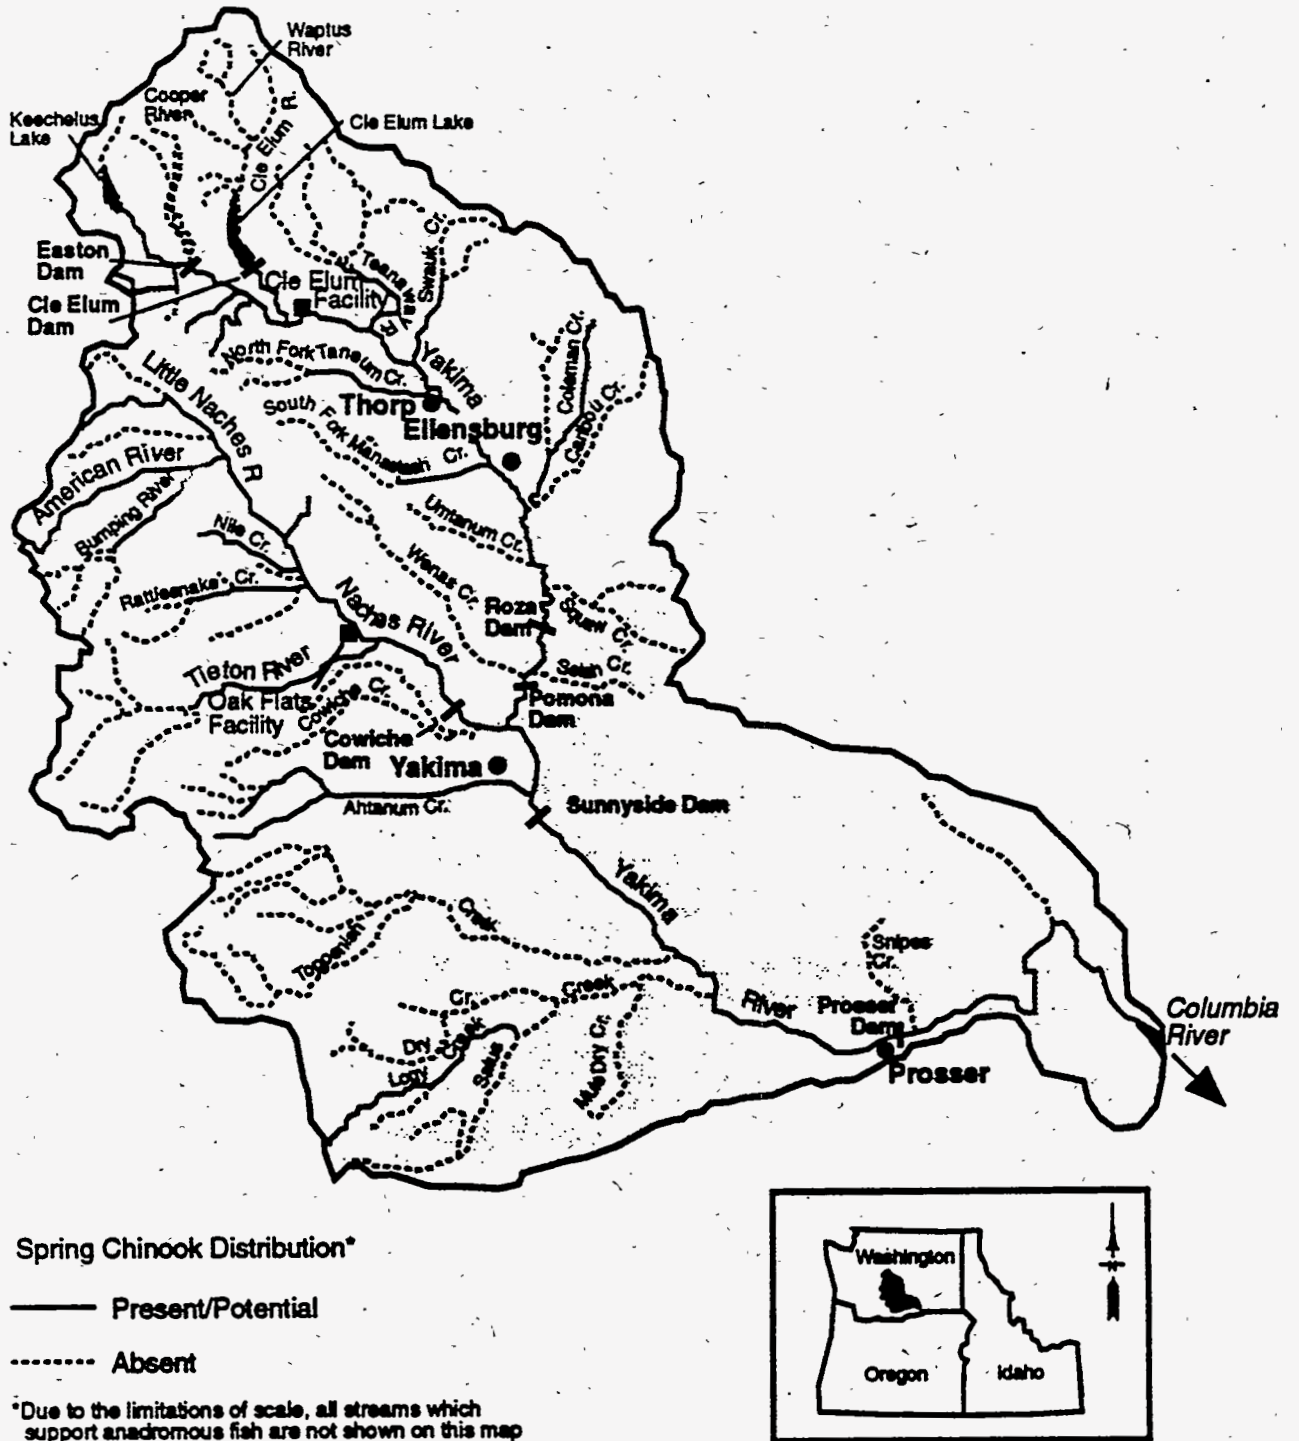 Waptus
River
Cooper
River
Keechelus
Lake
Cle Elum R.
Cle Elum Lake
Easton
Dam
Cle Elum
Dam
Cle Elum
Facility
Teanaway
R.
Swauk Cr.
North Fork Taneum Cr.
Little Naches R
Yakima
Thorp
Ellensburg
South Fork Manastash Cr.
Coleman Cr.
Caribou Cr.
American River
Bumping River
Nile Cr.
Rattlesnake Cr.
Umtanum Cr.
Wenas Cr.
Naches River
Roza
Dam
Squaw Cr.
Selah Cr.
Tieton River
Oak Flats
Facility
Cowiche Cr.
Pomona
Dam
Cowiche
Dam
Yakima
Ahtanum Cr.
Sunnyside Dam
Yakima
River
Toppenish
Creek
Snipes
Cr.
Prosser
Dam
Prosser
Columbia
River
Dry
Cr.
Logy
Creek
Satus
Creek
Mule Dry Cr.
Spring Chinook Distribution*
Present/Potential
Absent
*Due to the limitations of scale, all streams which
support anadromous fish are not shown on this map
Washington
Oregon
Idaho
N